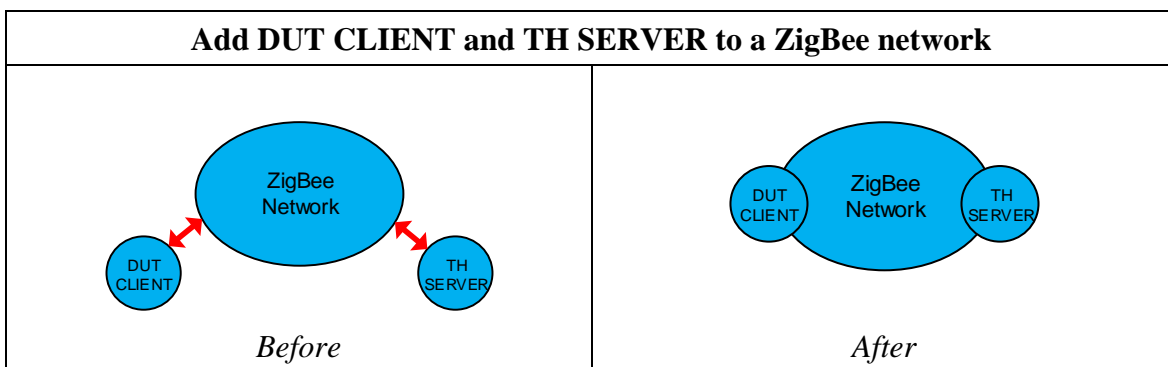 Add DUT CLIENT and TH SERVER to a ZigBee network
ZigBee
Network
DUT
CLIENT
TH
SERVER
Before
DUT
CLIENT
ZigBee
Network
TH
SERVER
After